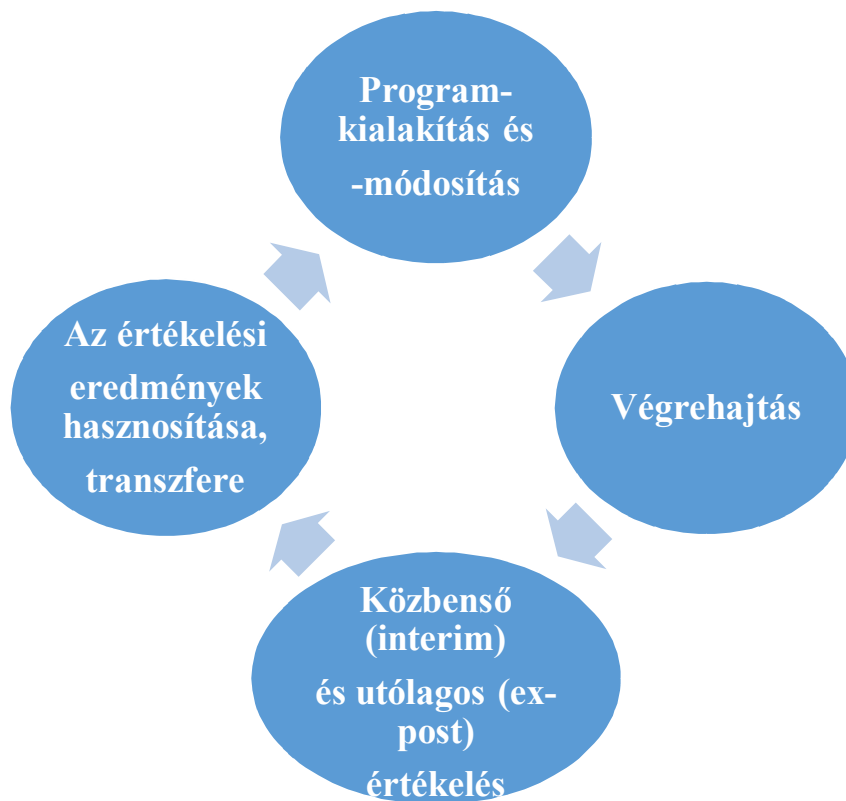 Program-
kialakítás és
-módosítás
Végrehajtás
Közbenső
(interim)
és utólagos (ex-
post)
értékelés
Az értékelési
eredmények
hasznosítása,
transzfere